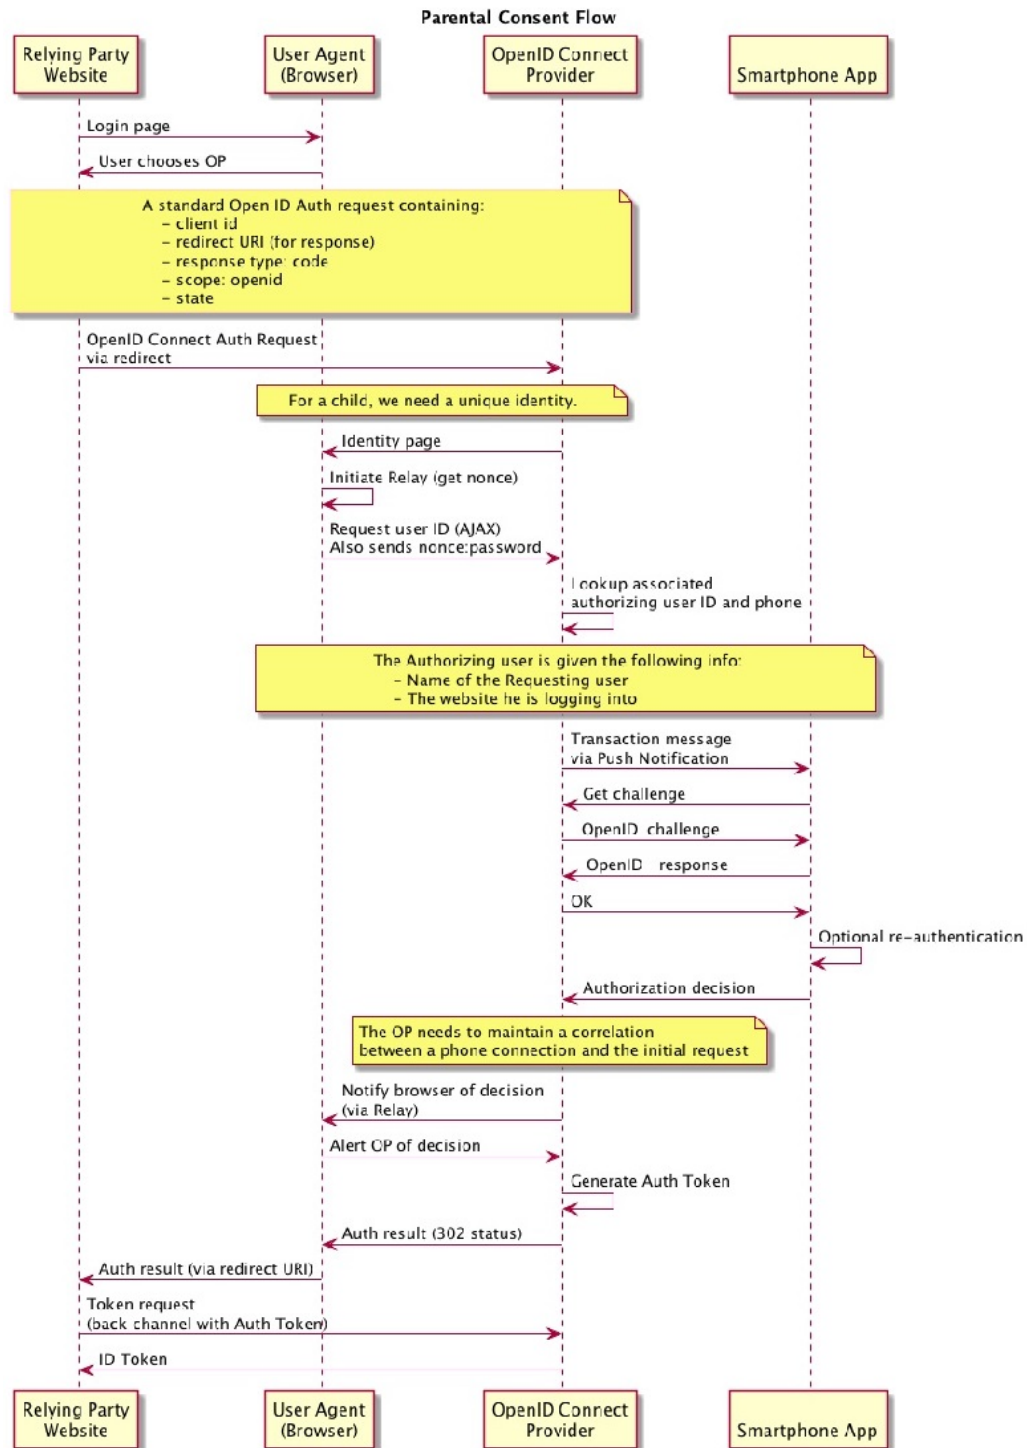 Parental Consent Flow
Relying Party
Website
User Agent
(Browser)
OpenID Connect
Provider
Smartphone App
Login page
User chooses OP
A standard Open ID Auth request containing:
– client id
– redirect URI (for response)
– response type: code
– scope: openid
– state
OpenID Connect Auth Request
via redirect
For a child, we need a unique identity.
Identity page
Initiate Relay (get nonce)
Request user ID (AJAX)
Also sends nonce:password
Lookup associated
authorizing user ID and phone
The Authorizing user is given the following info:
– Name of the Requesting user
– The website he is logging into
Transaction message
via Push Notification
Get challenge
OpenID challenge
OpenID response
OK
Optional re–authentication
Authorization decision
The OP needs to maintain a correlation
between a phone connection and the initial request
Notify browser of decision
(via Relay)
Alert OP of decision
Generate Auth Token
Auth result (302 status)
Auth result (via redirect URI)
Token request
(back channel with Auth Token)
ID Token
Relying Party
Website
User Agent
(Browser)
OpenID Connect
Provider
Smartphone App